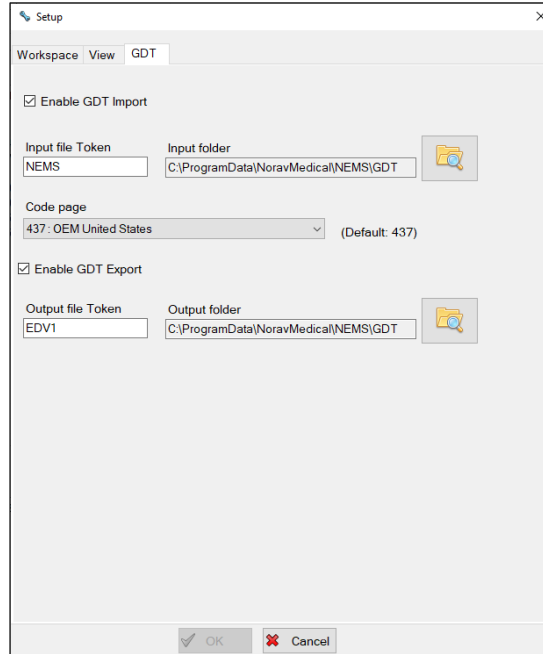 Setup
Workspace View GDT
Enable GDT Import
Input file Token Input folder
NEMS C:\ProgramData\NoravMedical\NEMS\GDT
Code page
437 : OEM United States (Default: 437)
Enable GDT Export
Output file Token Output folder
EDV1 C:\ProgramData\NoravMedical\NEMS\GDT
OK Cancel